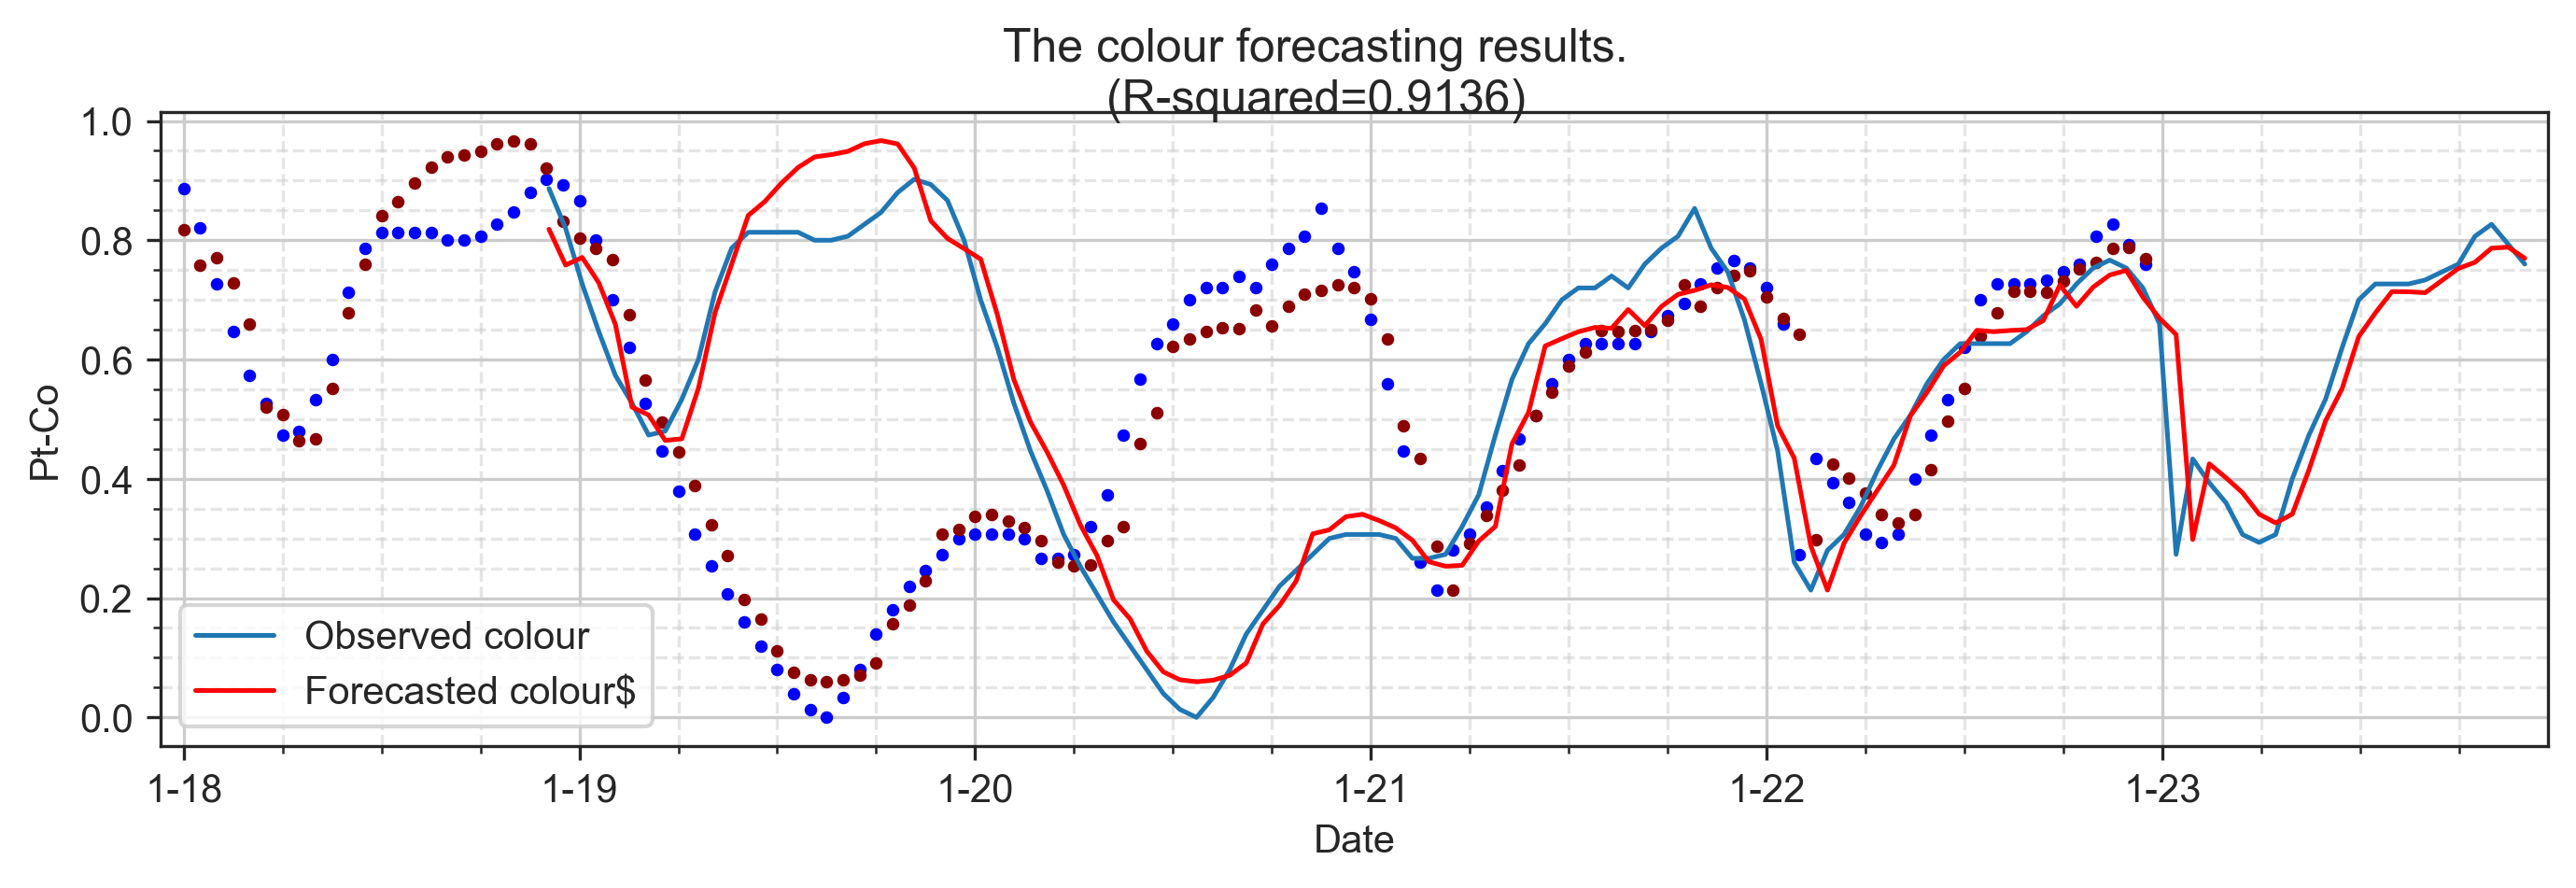 The colour forecasting results.
(R-squared=0.9136)
1.0
0.8
0.6
0.4
0.2
0.0
Pt-Co
Observed colour
Forecasted colour$
1-18
1-19
1-20
1-21
1-22
1-23
Date